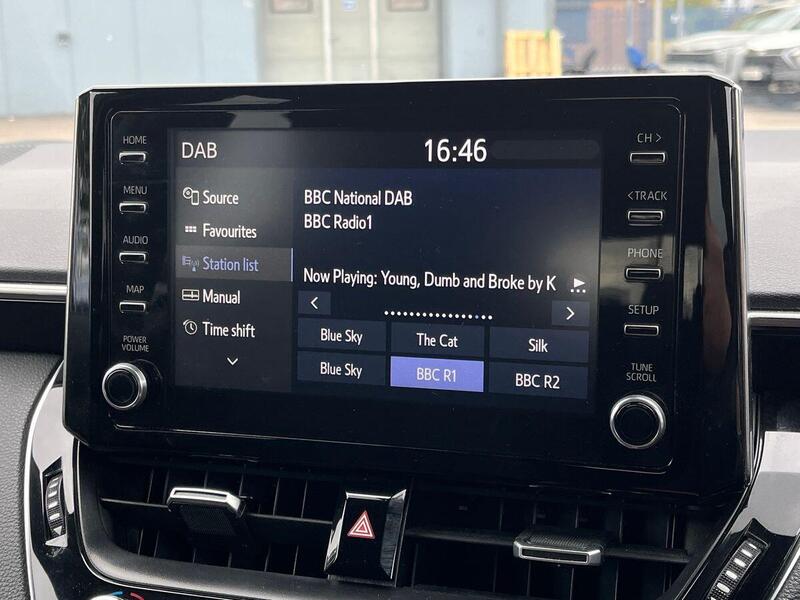 DAB
16:46
HOME
MENU
AUDIO
MAP
POWER
VOLUME
Source
Favourites
Station list
Manual
Time shift
BBC National DAB
BBC Radio1
Now Playing: Young, Dumb and Broke by K
<
>
Blue Sky
The Cat
Silk
Blue Sky
BBC R1
BBC R2
CH >
< TRACK
PHONE
SETUP
TUNE
SCROLL